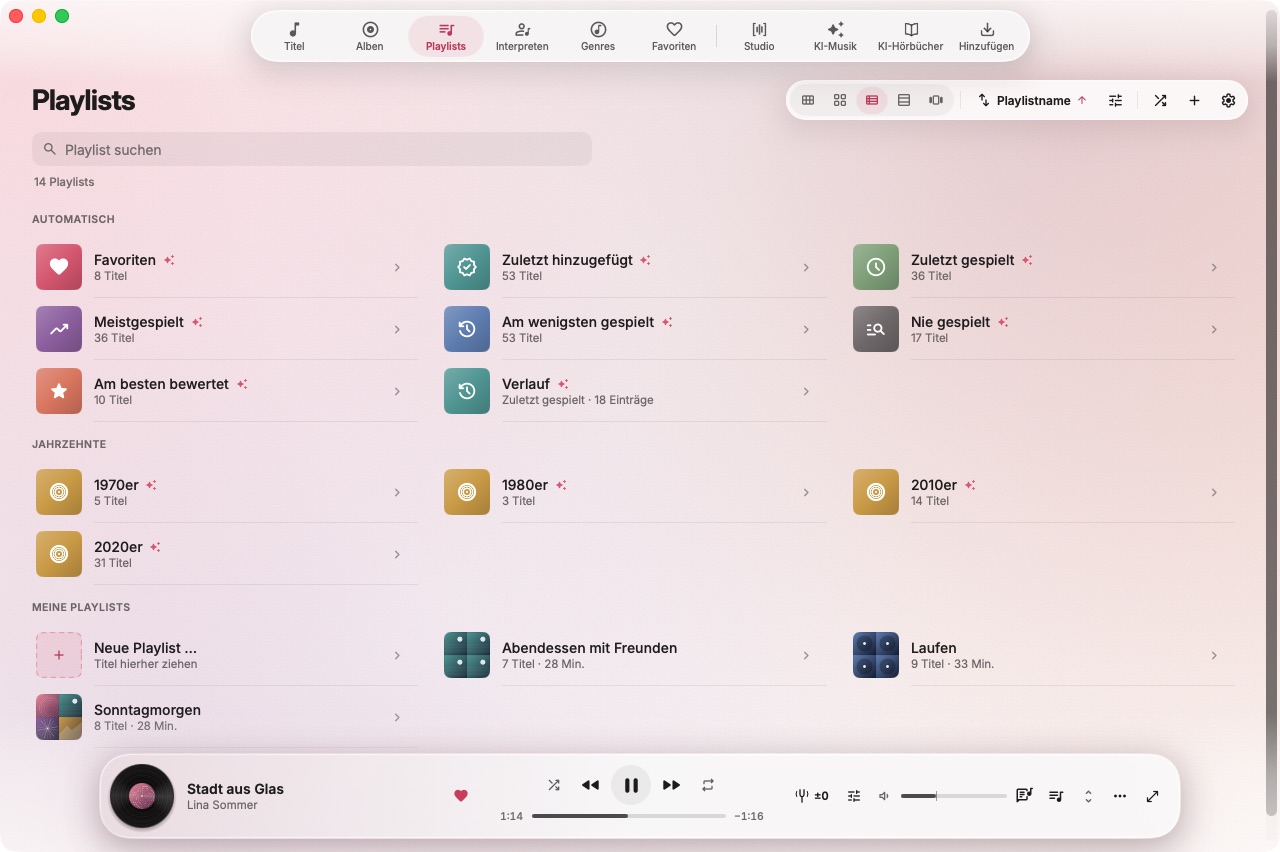 Titel
Alben
Playlists
Interpreten
Genres
Favoriten
Studio
KI-Musik
KI-Hörbücher
Hinzufügen
Playlists
Playlistname
Playlist suchen
14 Playlists
AUTOMATISCH
Favoriten
8 Titel
Zuletzt hinzugefügt
53 Titel
Zuletzt gespielt
36 Titel
Meistgespielt
36 Titel
Am wenigsten gespielt
53 Titel
Nie gespielt
17 Titel
Am besten bewertet
10 Titel
Verlauf
Zuletzt gespielt · 18 Einträge
JAHRZEHNTE
1970er
5 Titel
1980er
3 Titel
2010er
14 Titel
2020er
31 Titel
MEINE PLAYLISTS
Neue Playlist ...
Titel hierher ziehen
Abendessen mit Freunden
7 Titel · 28 Min.
Laufen
9 Titel · 33 Min.
Sonntagmorgen
8 Titel · 28 Min.
Stadt aus Glas
Lina Sommer
1:14
−1:16
±0